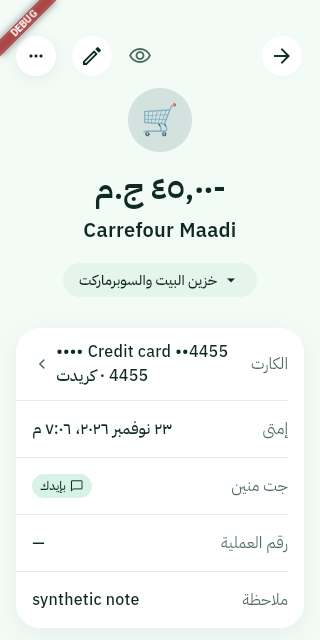 DEBUG
-٤٥,٠٠ ج.م
Carrefour Maadi
خزين البيت والسوبرماركت
الكارت
•••• Credit card ••4455
كريدت · 4455
إمتى
٢٣ نوفمبر ٢٠٢٦، ٧:٠٦ م
جت منين
بإيدك
رقم العملية
—
ملاحظة
synthetic note